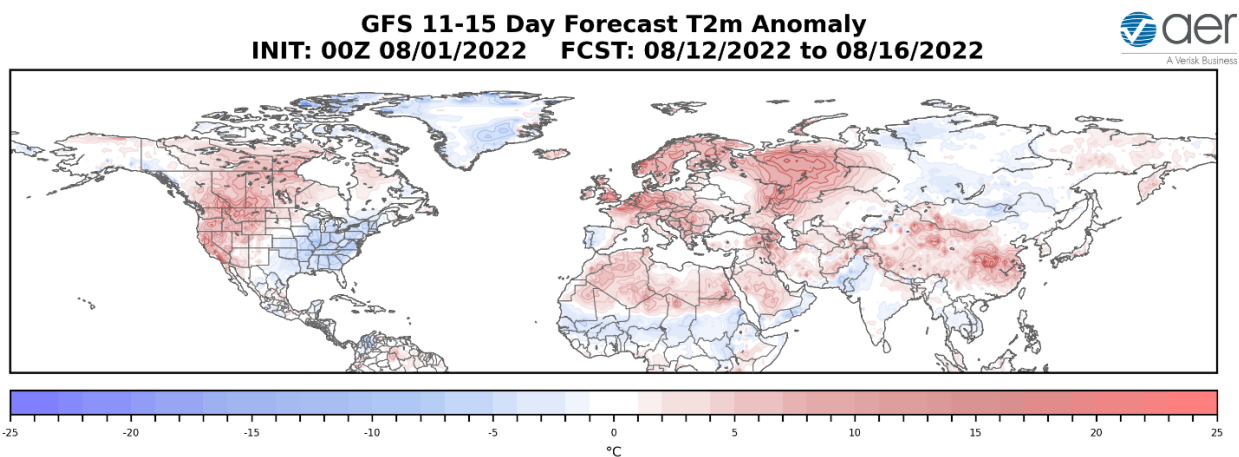 GFS 11-15 Day Forecast T2m Anomaly
INIT: 00Z 08/01/2022 FCST: 08/12/2022 to 08/16/2022
aer
A Verisk Business
-25 -20 -15 -10 -5 0 5 10 15 20 25
°C